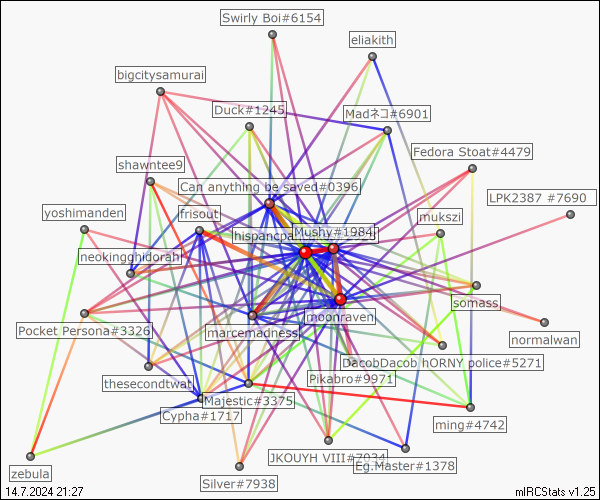 Swirly Boi#6154
eliakith
bigcitysamurai
Duck#1245
Madネコ#6901
Fedora Stoat#4479
shawntee9
Can anything be saved#0396
LPK2387 #7690
yoshimanden
frisout
mukszi
hispancpa
Mushy#1984
neokinghidorah
somass
moonraven
Pocket Persona#3326
marcemadness
normalwan
DacobDacob hORNY police#5271
thesecondtwat
Pikabro#9971
Majestic#3375
Cypha#1717
ming#4742
JKOUYH VIII#7034
Eg.Master#1378
zebula
Silver#7938
14.7.2024 21:27
mIRCStats v1.25